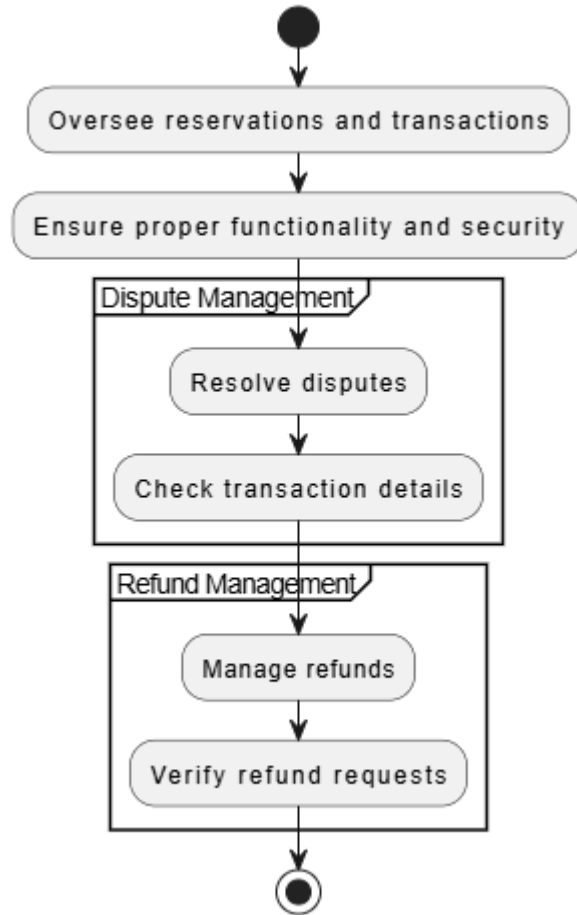 Oversee reservations and transactions
Ensure proper functionality and security
Dispute Management
Resolve disputes
Check transaction details
Refund Management
Manage refunds
Verify refund requests